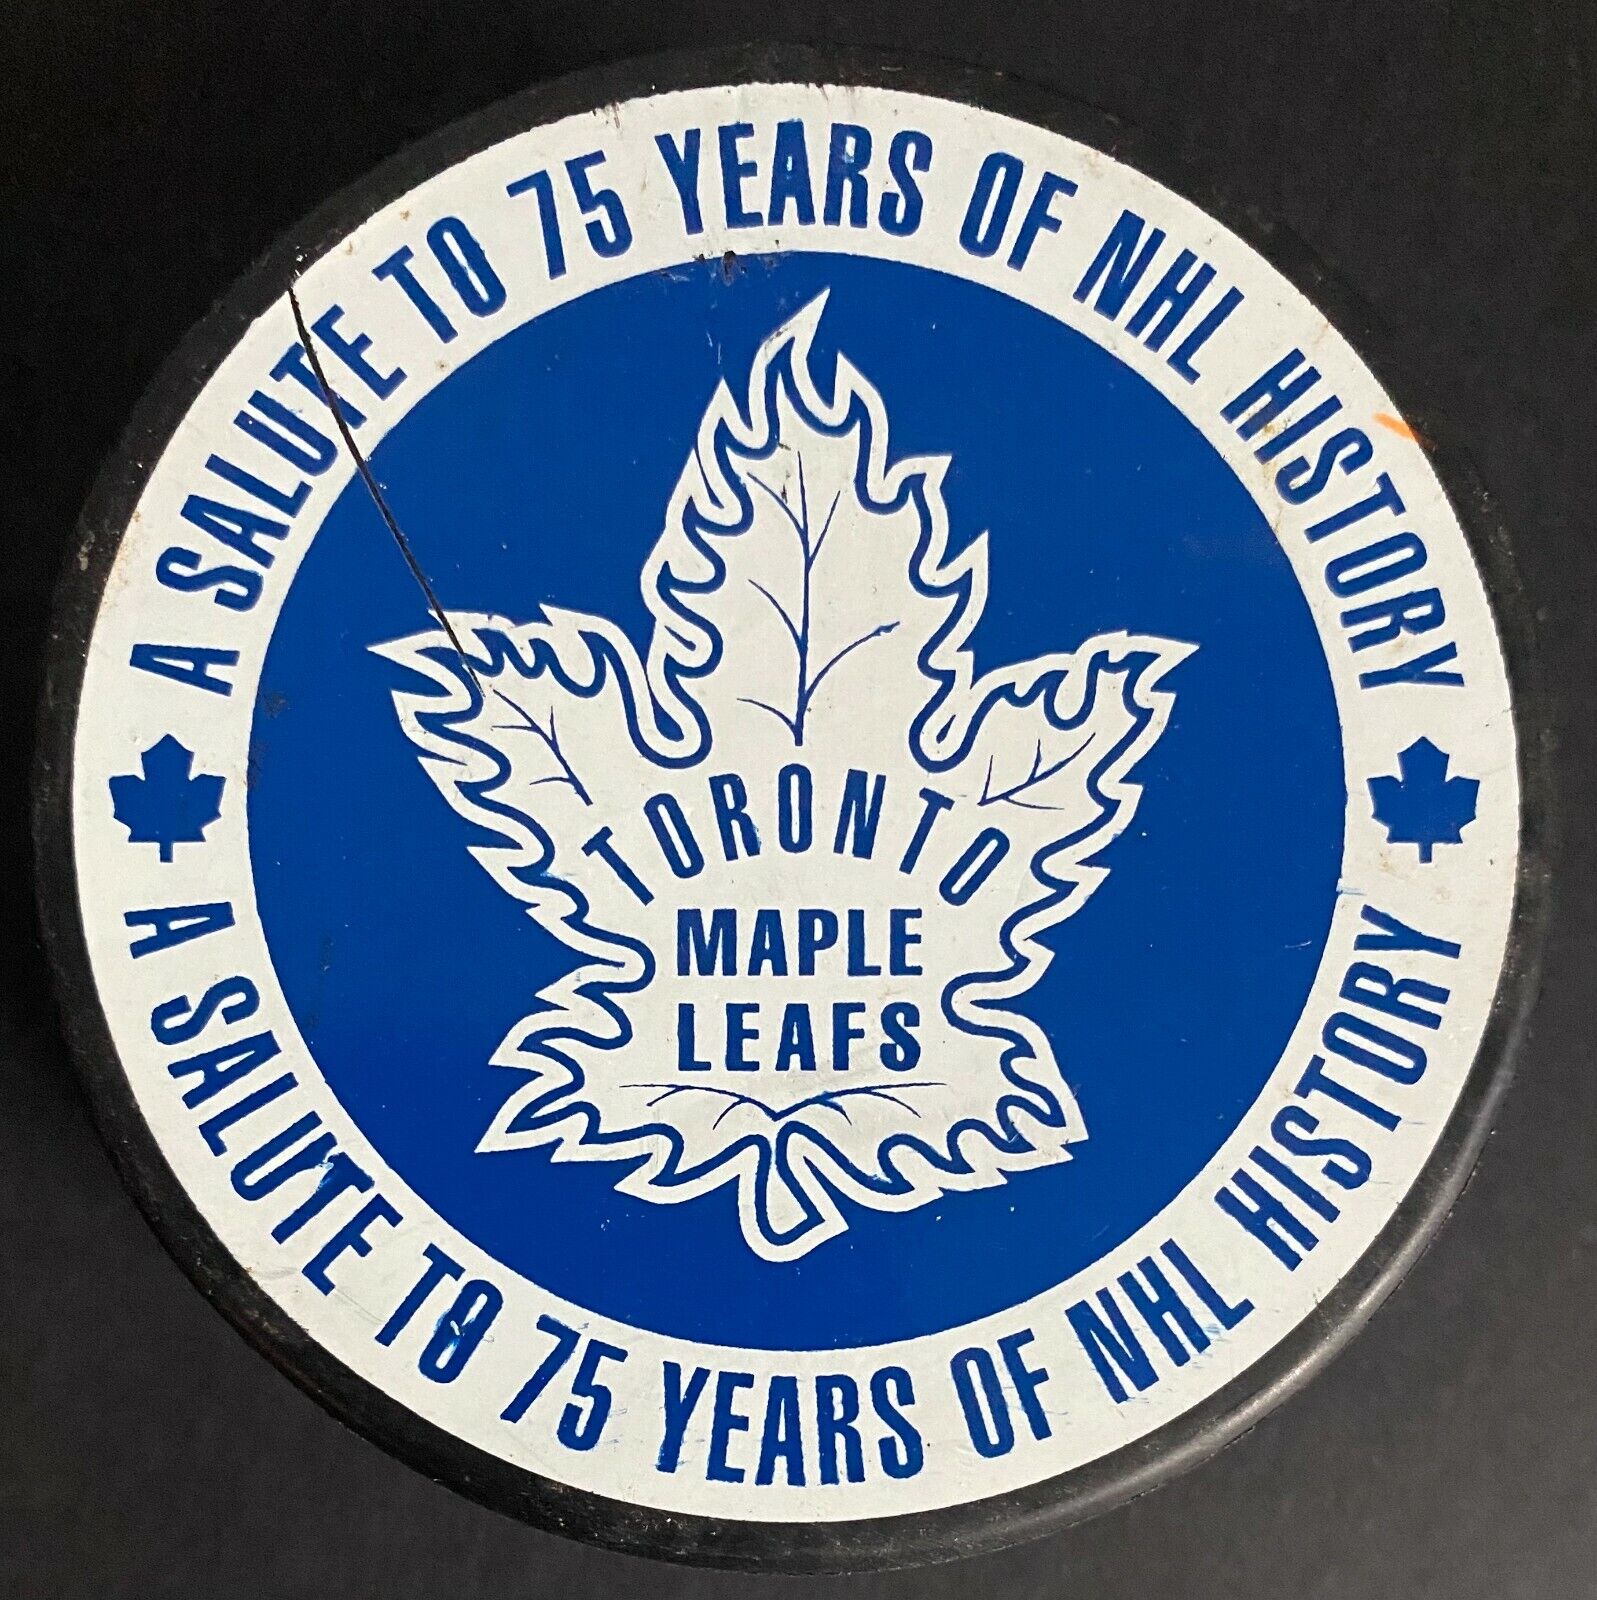 A SALUTE TO 75 YEARS OF NHL HISTORY
TORONTO
MAPLE
LEAFS
A SALUTE TO 75 YEARS OF NHL HISTORY